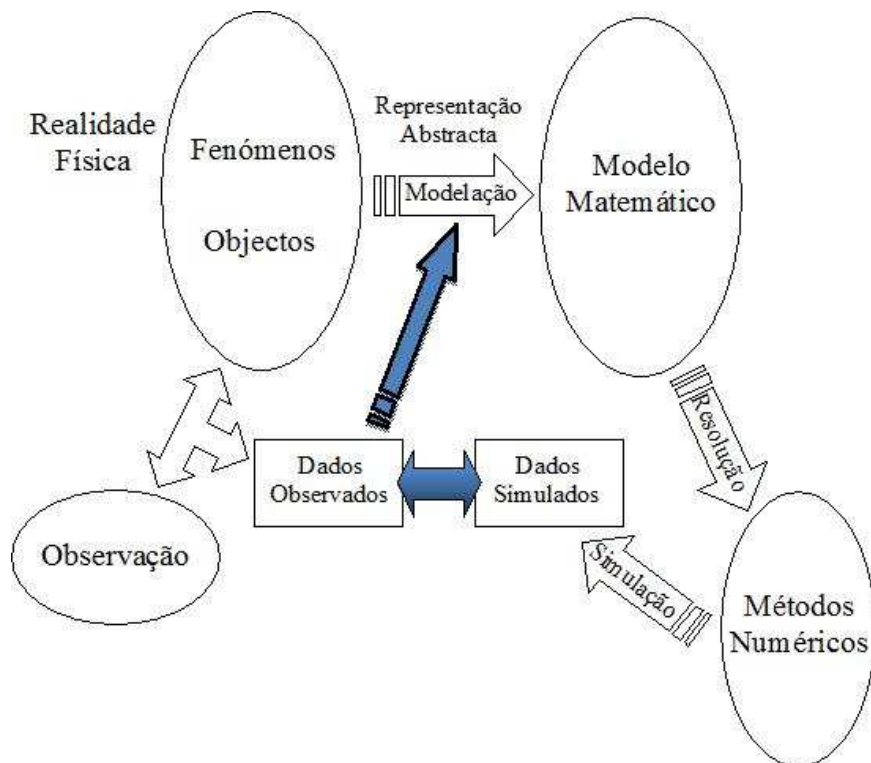 Realidade
Física
Fenómenos
Objectos
Representação
Abstracta
Modelação
Modelo
Matemático
Resolução
Dados
Observados
Dados
Simulados
Observação
Simulação
Métodos
Numéricos